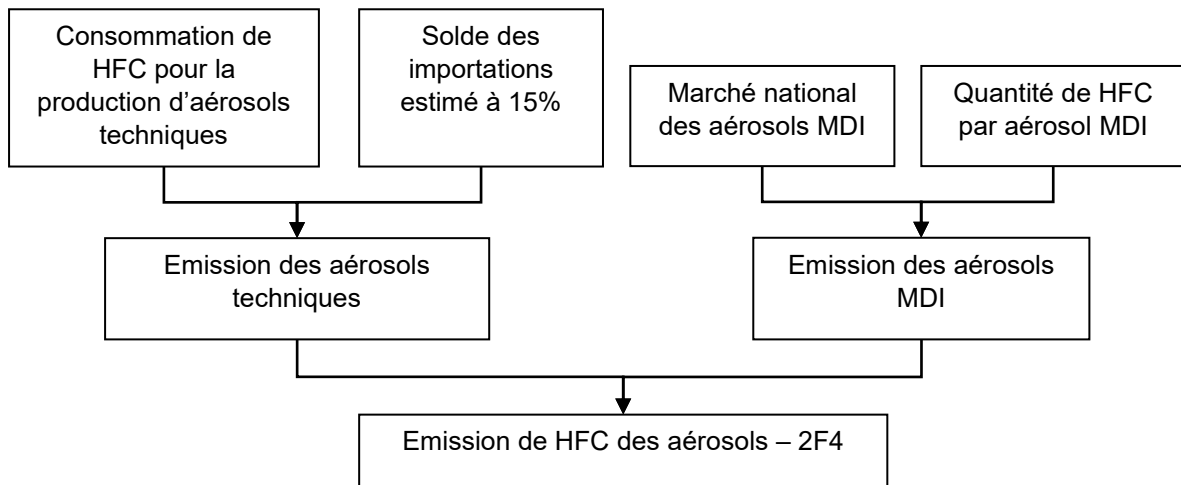 Consommation de
HFC pour la
production d’aérosols
techniques
Solde des
importations
estimé à 15%
Marché national
des aérosols MDI
Quantité de HFC
par aérosol MDI
Emission des aérosols
techniques
Emission des aérosols
MDI
Emission de HFC des aérosols – 2F4